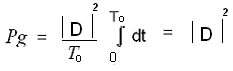 Pg = | D |² / T₀ ∫₀^T₀ dt = | D |²